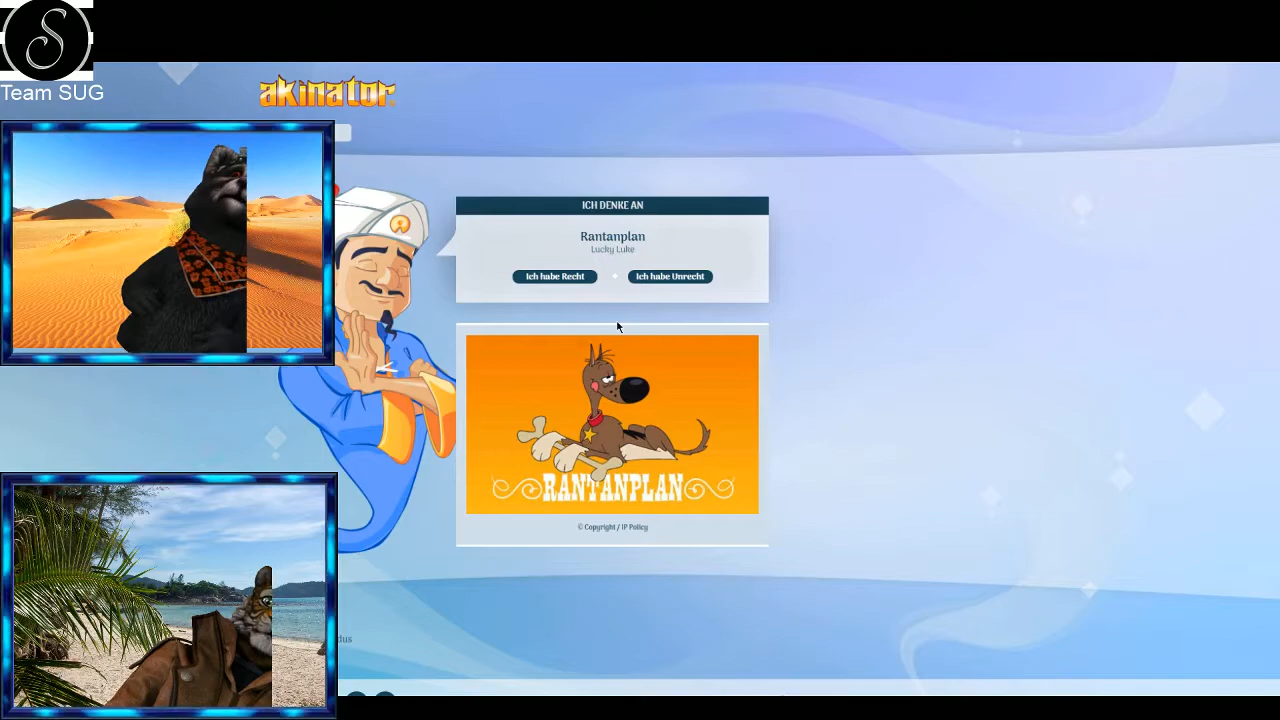 S
Team SUG
akinator
ICH DENKE AN
Rantanplan
Lucky Luke
Ich habe Recht
Ich habe Unrecht
RANTANPLAN
© Copyright / IP Policy
dus